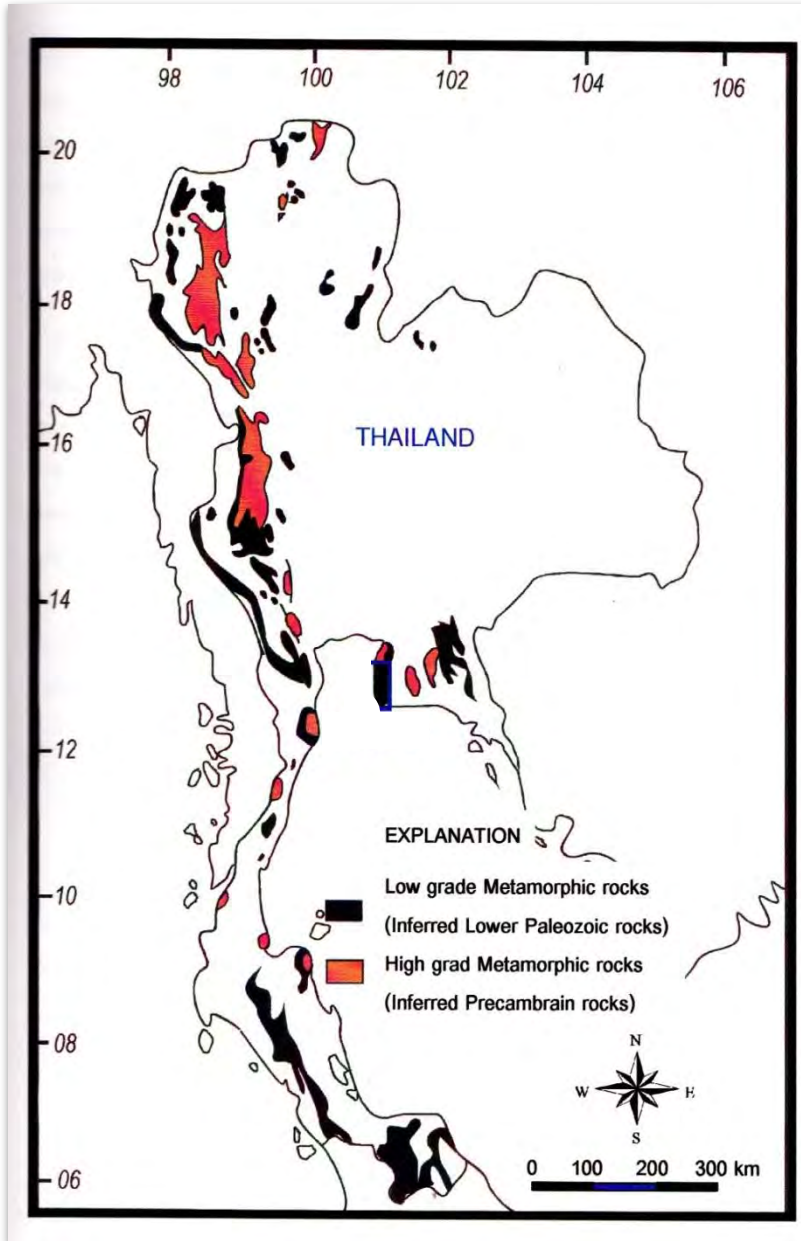 98 100 102 104 106
20
18
THAILAND
16
14
12
EXPLANATION
Low grade Metamorphic rocks
(Inferred Lower Paleozoic rocks)
High grad Metamorphic rocks
(Inferred Precambrain rocks)
10
08
06
N
W E
S
0 100 200 300 km